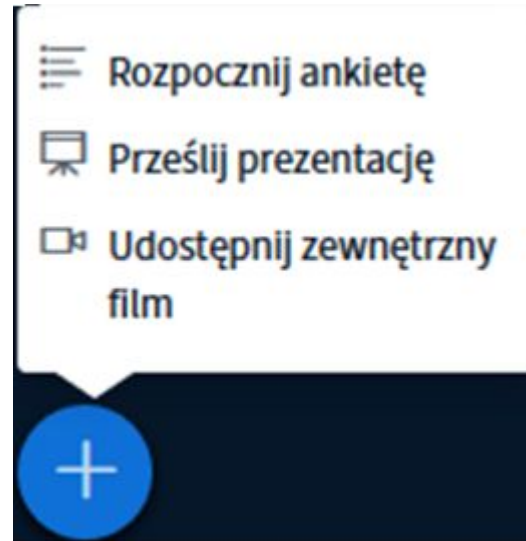 Rozpocznij ankietę
Prześlij prezentację
Udostępnij zewnętrzny
film